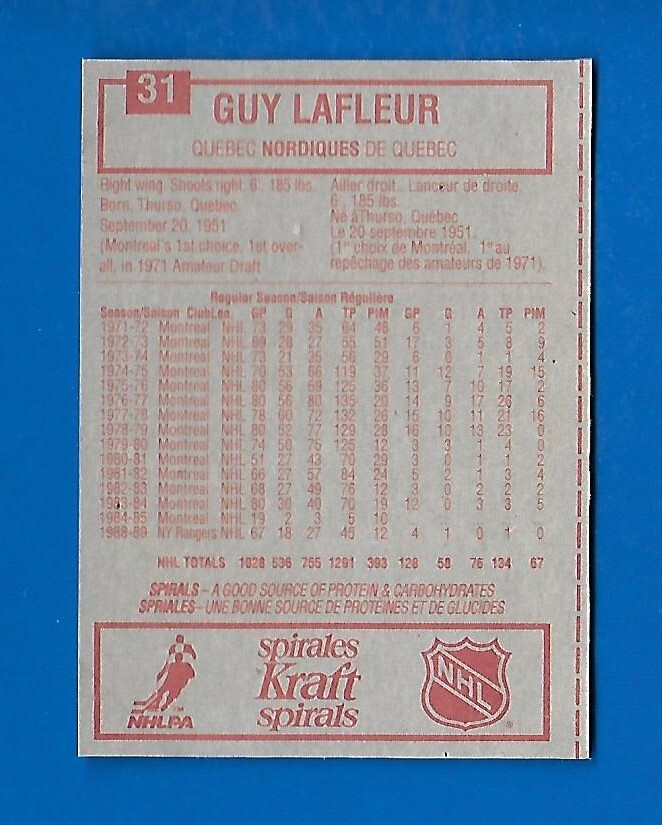 31
GUY LAFLEUR
QUEBEC NORDIQUES DE QUEBEC
Right wing. Shoots right. 6', 185 lbs.
Born, Thurso, Quebec
September 20, 1951
(Montreal's 1st choice, 1st over-
all, in 1971 Amateur Draft
Ailier droit. Lanceur de droite.
6', 185 lbs.
Né àThurso, Québec
Le 20 septembre 1951.
(1er choix de Montréal. 1er au
repêchage des amateurs de 1971).
Regular Season/Saison Régulière
Season/Saison Club Lea. GP G A TP PIM GP G A TP PIM
1971-72 Montreal NHL 73 29 35 64 48 6 1 4 5 2
1972-73 Montreal NHL 69 28 27 55 51 17 3 5 8 9
1973-74 Montreal NHL 73 21 35 56 29 6 0 1 1 4
1974-75 Montreal NHL 70 53 66 119 37 11 12 7 19 15
1975-76 Montreal NHL 80 56 69 125 36 13 7 10 17 2
1976-77 Montreal NHL 80 56 80 135 20 14 9 17 26 6
1977-78 Montreal NHL 78 60 72 132 26 15 10 11 21 16
1978-79 Montreal NHL 80 52 77 129 28 16 10 13 23 0
1979-80 Montreal NHL 74 50 75 125 12 3 3 1 4 0
1980-81 Montreal NHL 51 27 43 70 29 3 0 1 1 2
1981-82 Montreal NHL 66 27 57 84 24 5 2 1 3 4
1982-83 Montreal NHL 68 27 49 76 12 3 0 2 2 2
1983-84 Montreal NHL 80 30 40 70 19 12 0 3 3 5
1984-85 Montreal NHL 19 2 3 5 10
1988-89 NY Rangers NHL 67 18 27 45 12 4 1 0 1 0
NHL TOTALS 1028 536 755 1291 393 128 58 76 134 67
SPIRALS – A GOOD SOURCE OF PROTEIN & CARBOHYDRATES
SPRIALES – UNE BONNE SOURCE DE PROTÉINES ET DE GLUCIDES
NHLPA
spirales
Kraft
spirals
NHL